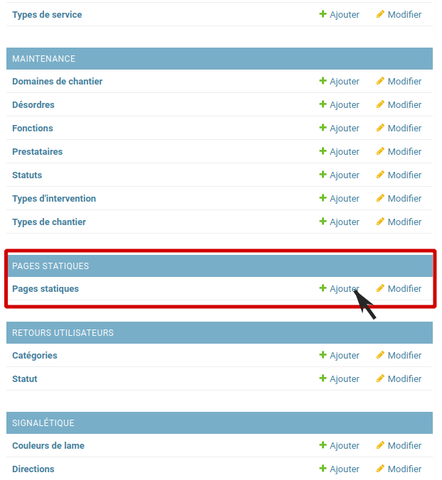 Types de service Ajouter Modifier
MAINTENANCE
Domaines de chantier Ajouter Modifier
Désordres Ajouter Modifier
Fonctions Ajouter Modifier
Prestataires Ajouter Modifier
Statuts Ajouter Modifier
Types d'intervention Ajouter Modifier
Types de chantier Ajouter Modifier
PAGES STATIQUES
Pages statiques Ajouter Modifier
RETOURS UTILISATEURS
Catégories Ajouter Modifier
Statut Ajouter Modifier
SIGNALÉTIQUE
Couleurs de lame Ajouter Modifier
Directions Ajouter Modifier